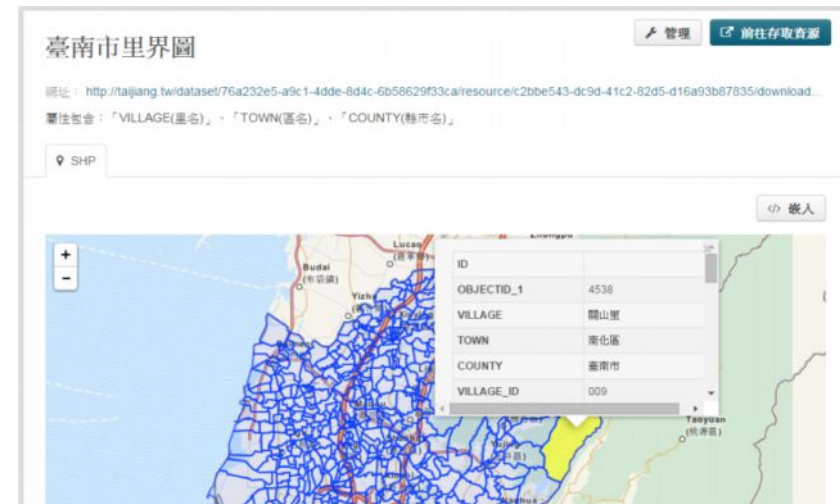 臺南市里界圖
管理
前往存取資源
網址： http://taijiang.tw/dataset/76a232e5-a9c1-4dde-8d4c-6b58629f33ca/resource/c2bbe543-dc9d-41c2-82d5-d16a93b87835/download...
屬性包含：「VILLAGE(里名)」、「TOWN(區名)」、「COUNTY(縣市名)」
SHP
</> 嵌入
+
−
Lucao
Budai
(布袋鎮)
Yizhu
ID
OBJECTID_1 4538
VILLAGE 關山里
TOWN 南化區
COUNTY 臺南市
VILLAGE_ID 009
Taoyuan
(桃源區)
Nanhua